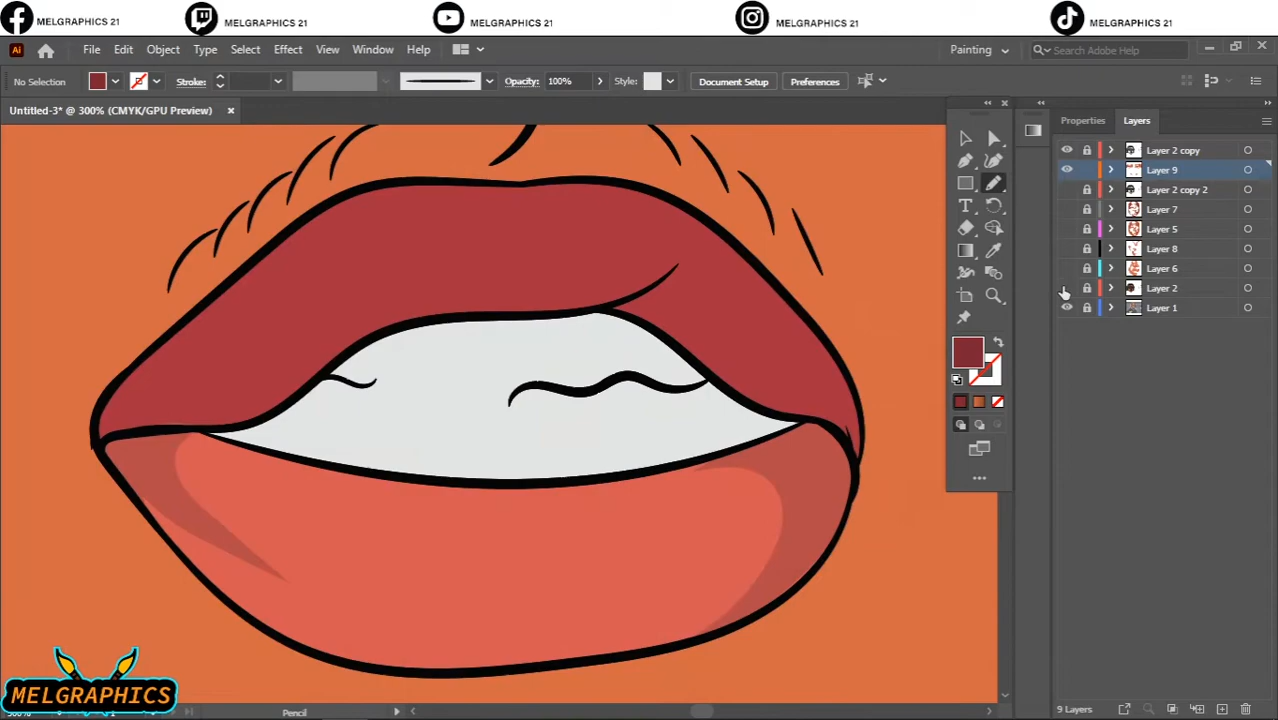 MELGRAPHICS 21 MELGRAPHICS 21 MELGRAPHICS 21 MELGRAPHICS 21 MELGRAPHICS 21
Ai File Edit Object Type Select Effect View Window Help Painting Search Adobe Help
No Selection Stroke: Opacity: 100% Style: Document Setup Preferences
Untitled-3* @ 300% (CMYK/GPU Preview)
Properties Layers
Layer 2 copy
Layer 9
Layer 2 copy 2
Layer 7
Layer 5
Layer 8
Layer 6
Layer 2
Layer 1
MELGRAPHICS
Pencil
9 Layers